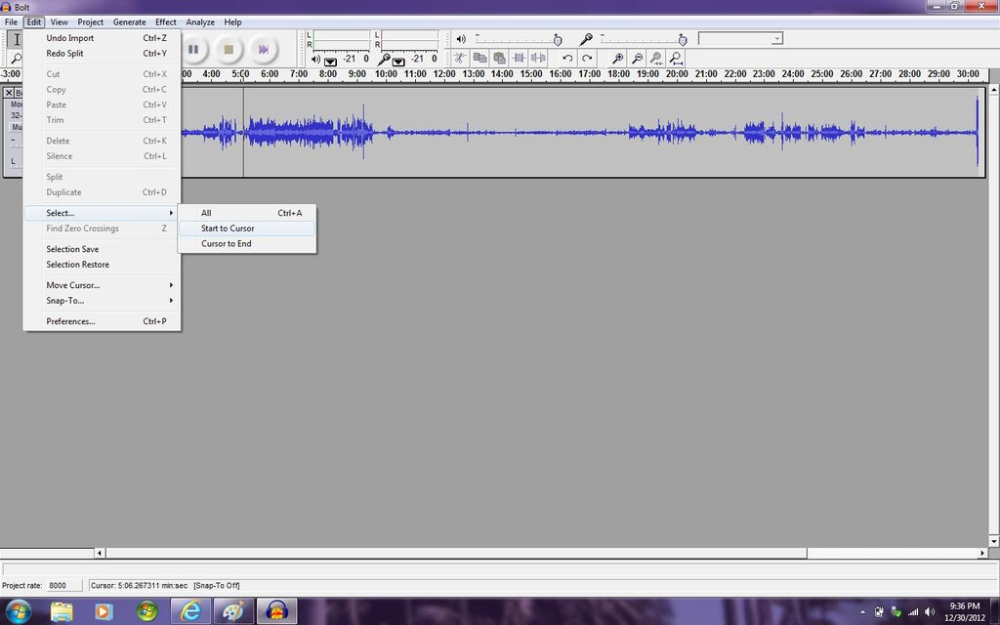 Bolt
File Edit View Project Generate Effect Analyze Help
Undo Import Ctrl+Z
Redo Split Ctrl+Y
Cut Ctrl+X
Copy Ctrl+C
Paste Ctrl+V
Trim Ctrl+T
Delete Ctrl+K
Silence Ctrl+L
Split
Duplicate Ctrl+D
Select...
Find Zero Crossings Z
Selection Save
Selection Restore
Move Cursor...
Snap-To...
Preferences... Ctrl+P
All Ctrl+A
Start to Cursor
Cursor to End
L
R
-21 0
L
R
-21 0
-3:00 00 4:00 5:00 6:00 7:00 8:00 9:00 10:00 11:00 12:00 13:00 14:00 15:00 16:00 17:00 18:00 19:00 20:00 21:00 22:00 23:00 24:00 25:00 26:00 27:00 28:00 29:00 30:00
Mo
32-
Mu
L
Project rate: 8000 Cursor: 5:06.267311 min:sec [Snap-To Off]
9:36 PM
12/30/2012